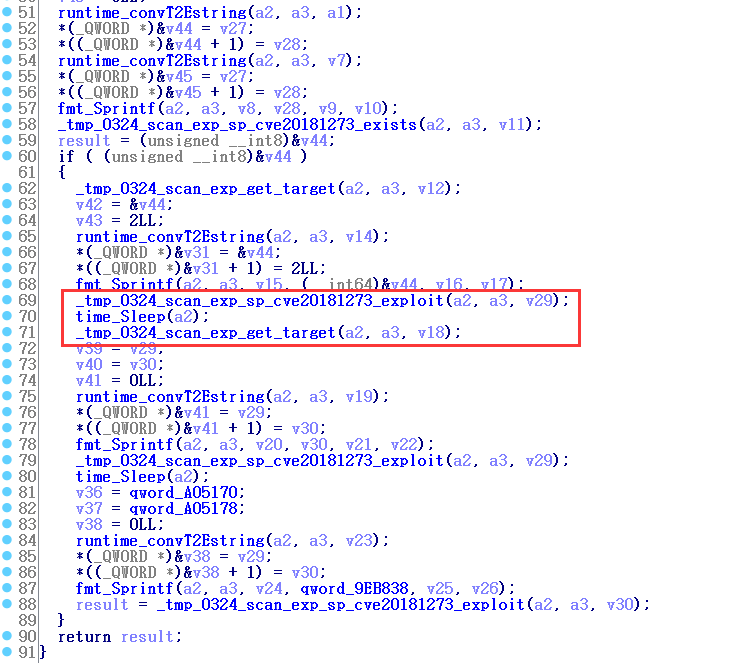 51 runtime_convT2Estring(a2, a3, a1);
52 *(_QWORD *)&v44 = v27;
53 *((_QWORD *)&v44 + 1) = v28;
54 runtime_convT2Estring(a2, a3, v7);
55 *(_QWORD *)&v45 = v27;
56 *((_QWORD *)&v45 + 1) = v28;
57 fmt_Sprintf(a2, a3, v8, v28, v9, v10);
58 _tmp_0324_scan_exp_sp_cve20181273_exists(a2, a3, v11);
59 result = (unsigned __int8)&v44;
60 if ( (unsigned __int8)&v44 )
61 {
62 _tmp_0324_scan_exp_get_target(a2, a3, v12);
63 v42 = &v44;
64 v43 = 2LL;
65 runtime_convT2Estring(a2, a3, v14);
66 *(_QWORD *)&v31 = &v44;
67 *((_QWORD *)&v31 + 1) = 2LL;
68 fmt_Sprintf(a2, a3, v15, (__int64)&v44, v16, v17);
69 _tmp_0324_scan_exp_sp_cve20181273_exploit(a2, a3, v29);
70 time_Sleep(a2);
71 _tmp_0324_scan_exp_get_target(a2, a3, v18);
72 v39 = v29;
73 v40 = v30;
74 v41 = 0LL;
75 runtime_convT2Estring(a2, a3, v19);
76 *(_QWORD *)&v41 = v29;
77 *((_QWORD *)&v41 + 1) = v30;
78 fmt_Sprintf(a2, a3, v20, v30, v21, v22);
79 _tmp_0324_scan_exp_sp_cve20181273_exploit(a2, a3, v29);
80 time_Sleep(a2);
81 v36 = qword_A05170;
82 v37 = qword_A05178;
83 v38 = 0LL;
84 runtime_convT2Estring(a2, a3, v23);
85 *(_QWORD *)&v38 = v29;
86 *((_QWORD *)&v38 + 1) = v30;
87 fmt_Sprintf(a2, a3, v24, qword_9EB838, v25, v26);
88 result = _tmp_0324_scan_exp_sp_cve20181273_exploit(a2, a3, v30);
89 }
90 return result;
91 }